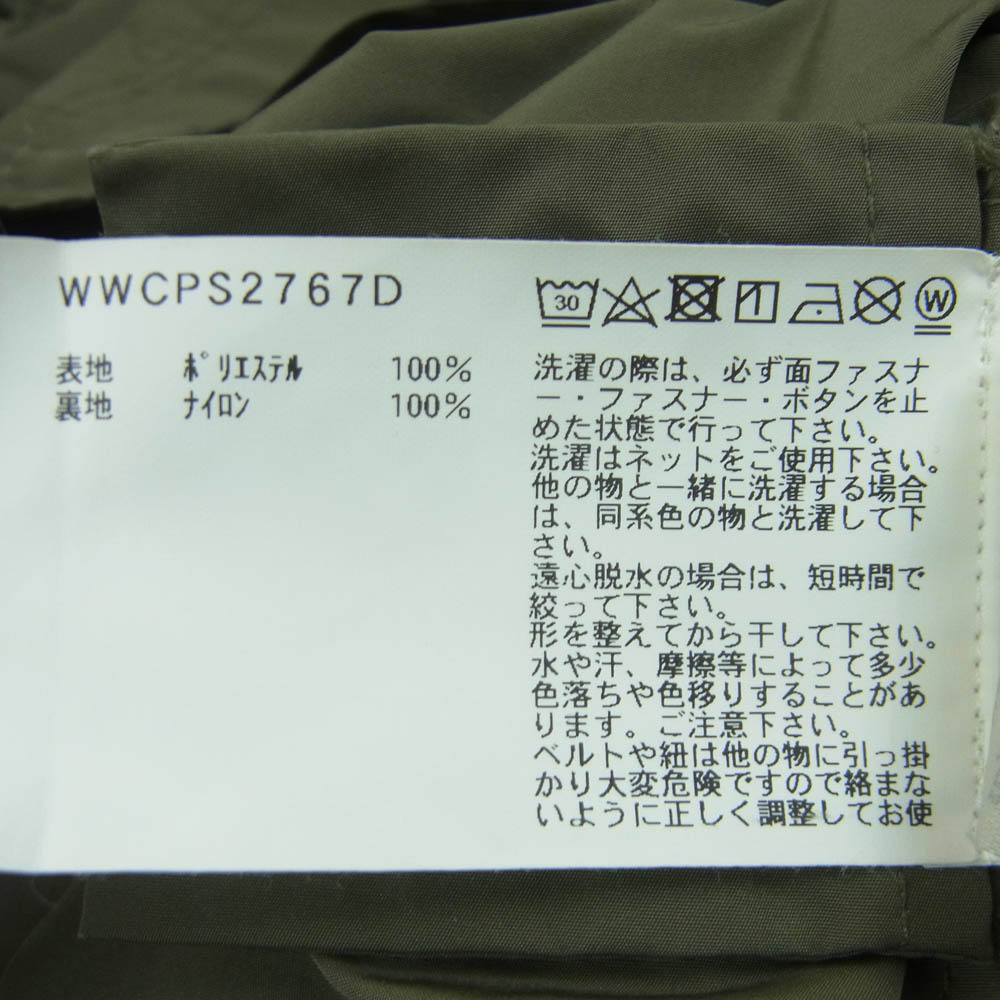 WWCPS2767D
表地 ポリエステル 100%
裏地 ナイロン 100%
30 W
洗濯の際は、必ず面ファスナ
ー・ファスナー・ボタンを止
めた状態で行って下さい。
洗濯はネットをご使用下さい。
他の物と一緒に洗濯する場合
は、同系色の物と洗濯して下
さい。
遠心脱水の場合は、短時間で
絞って下さい。
形を整えてから干して下さい。
水や汗、摩擦等によって多少
色落ちや色移りすることがあ
ります。ご注意下さい。
ベルトや紐は他の物に引っ掛
かり大変危険ですので絡まな
いように正しく調整してお使